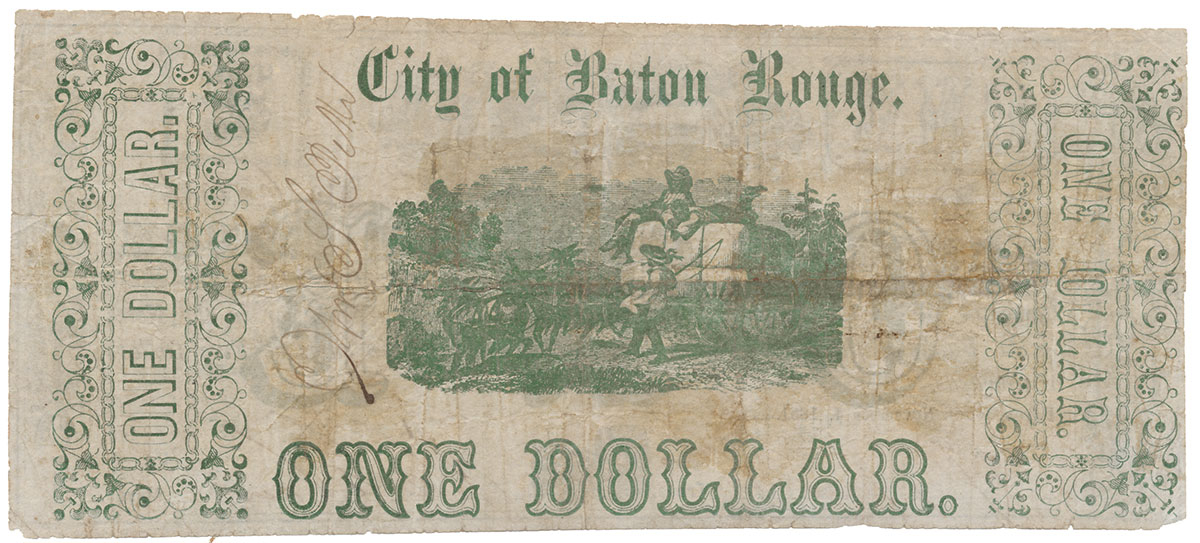 City of Baton Rouge.
ONE DOLLAR.
ONE DOLLAR.
ONE DOLLAR.